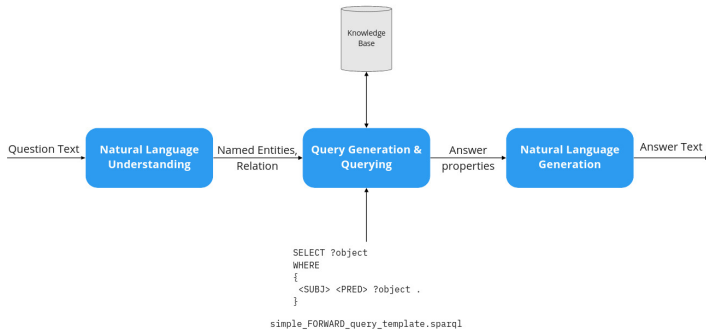 Knowledge
Base
Question Text
Natural Language
Understanding
Named Entities,
Relation
Query Generation &
Querying
Answer
properties
Natural Language
Generation
Answer Text
SELECT ?object
WHERE
{
<SUBJ> <PRED> ?object .
}
simple_FORWARD_query_template.sparql